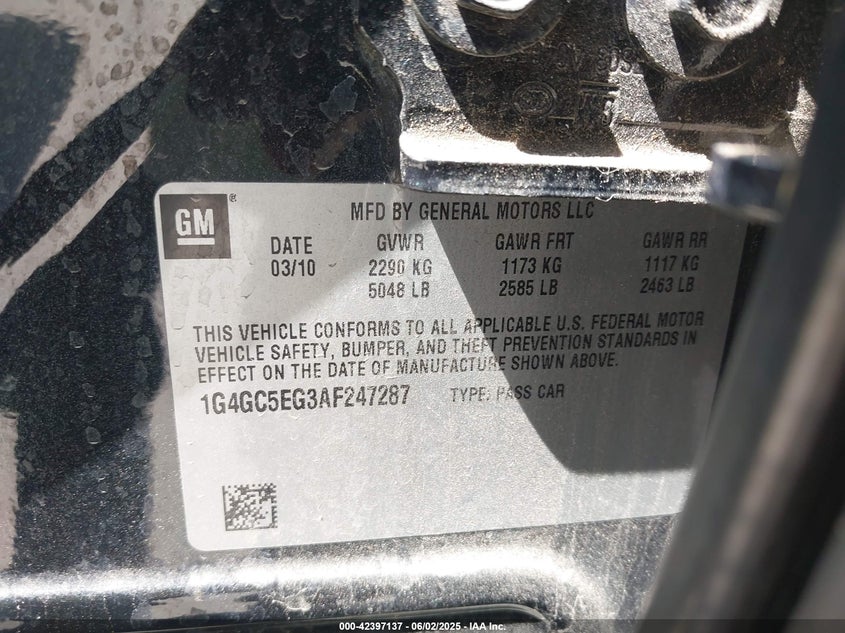 GM®
MFD BY GENERAL MOTORS LLC
DATE GVWR GAWR FRT GAWR RR
03/10 2290 KG 1173 KG 1117 KG
5048 LB 2585 LB 2463 LB
THIS VEHICLE CONFORMS TO ALL APPLICABLE U.S. FEDERAL MOTOR
VEHICLE SAFETY, BUMPER, AND THEFT PREVENTION STANDARDS IN
EFFECT ON THE DATE OF MANUFACTURE SHOWN ABOVE.
1G4GC5EG3AF247287 TYPE: PASS CAR
000-42397137 - 06/02/2025 - IAA Inc.